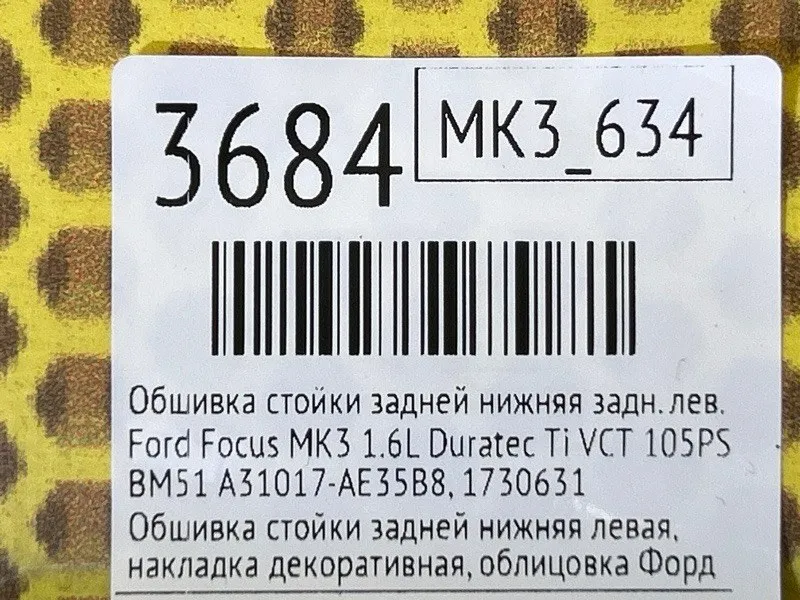 3684
MK3_634
Обшивка стойки задней нижняя задн. лев.
Ford Focus MK3 1.6L Duratec Ti VCT 105PS
BM51 A31017-AE35B8, 1730631
Обшивка стойки задней нижняя левая,
накладка декоративная, облицовка Форд